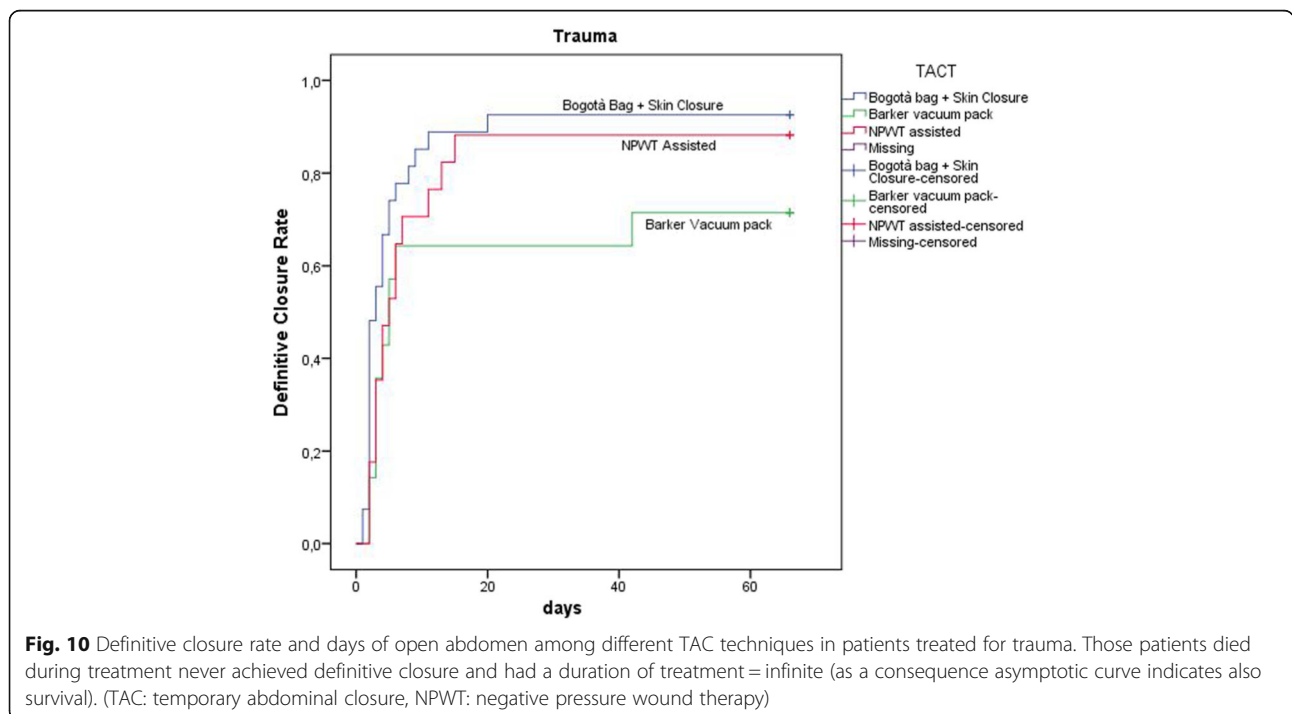 Trauma
1,0
0,8
0,6
0,4
0,2
0,0
Definitive Closure Rate
Bogotà Bag + Skin Closure
NPWT Assisted
Barker Vacuum pack
0 20 40 60
days
TACT
Bogotà bag + Skin Closure
Barker vacuum pack
NPWT assisted
Missing
Bogotà bag + Skin
Closure-censored
Barker vacuum pack-
censored
NPWT assisted-censored
Missing-censored
Fig. 10 Definitive closure rate and days of open abdomen among different TAC techniques in patients treated for trauma. Those patients died
during treatment never achieved definitive closure and had a duration of treatment = infinite (as a consequence asymptotic curve indicates also
survival). (TAC: temporary abdominal closure, NPWT: negative pressure wound therapy)